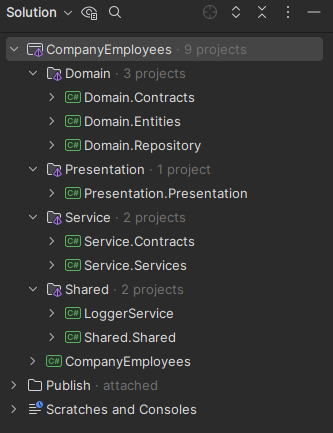 Solution
CompanyEmployees · 9 projects
Domain · 3 projects
C# Domain.Contracts
C# Domain.Entities
C# Domain.Repository
Presentation · 1 project
C# Presentation.Presentation
Service · 2 projects
C# Service.Contracts
C# Service.Services
Shared · 2 projects
C# LoggerService
C# Shared.Shared
C# CompanyEmployees
Publish · attached
Scratches and Consoles